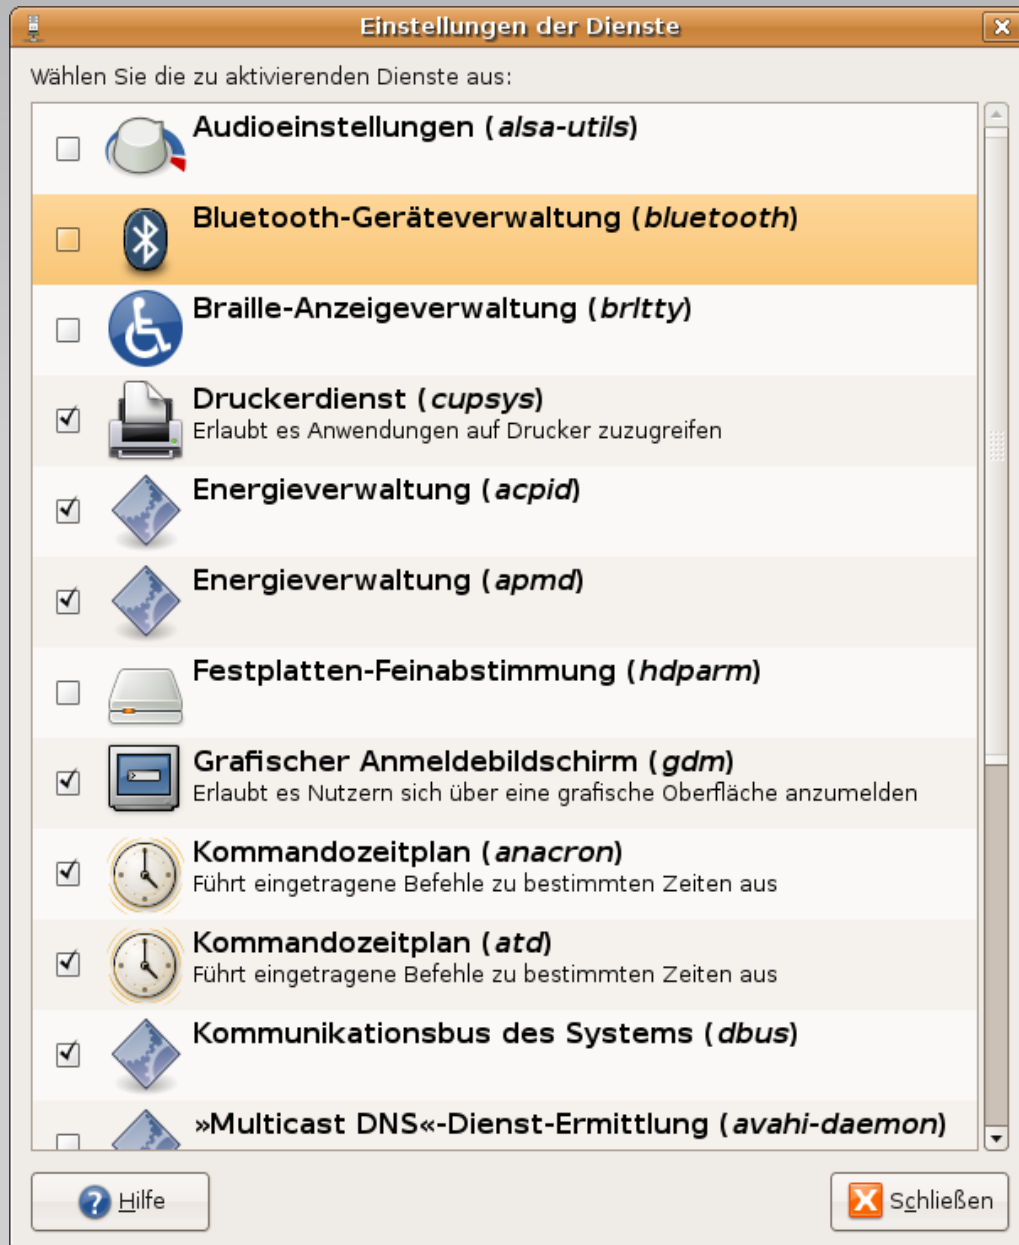 Einstellungen der Dienste
Wählen Sie die zu aktivierenden Dienste aus:
Audioeinstellungen (alsa-utils)
Bluetooth-Geräteverwaltung (bluetooth)
Braille-Anzeigeverwaltung (brltty)
Druckerdienst (cupsys)
Erlaubt es Anwendungen auf Drucker zuzugreifen
Energieverwaltung (acpid)
Energieverwaltung (apmd)
Festplatten-Feinabstimmung (hdparm)
Grafischer Anmeldebildschirm (gdm)
Erlaubt es Nutzern sich über eine grafische Oberfläche anzumelden
Kommandozeitplan (anacron)
Führt eingetragene Befehle zu bestimmten Zeiten aus
Kommandozeitplan (atd)
Führt eingetragene Befehle zu bestimmten Zeiten aus
Kommunikationsbus des Systems (dbus)
»Multicast DNS«-Dienst-Ermittlung (avahi-daemon)
Hilfe
Schließen